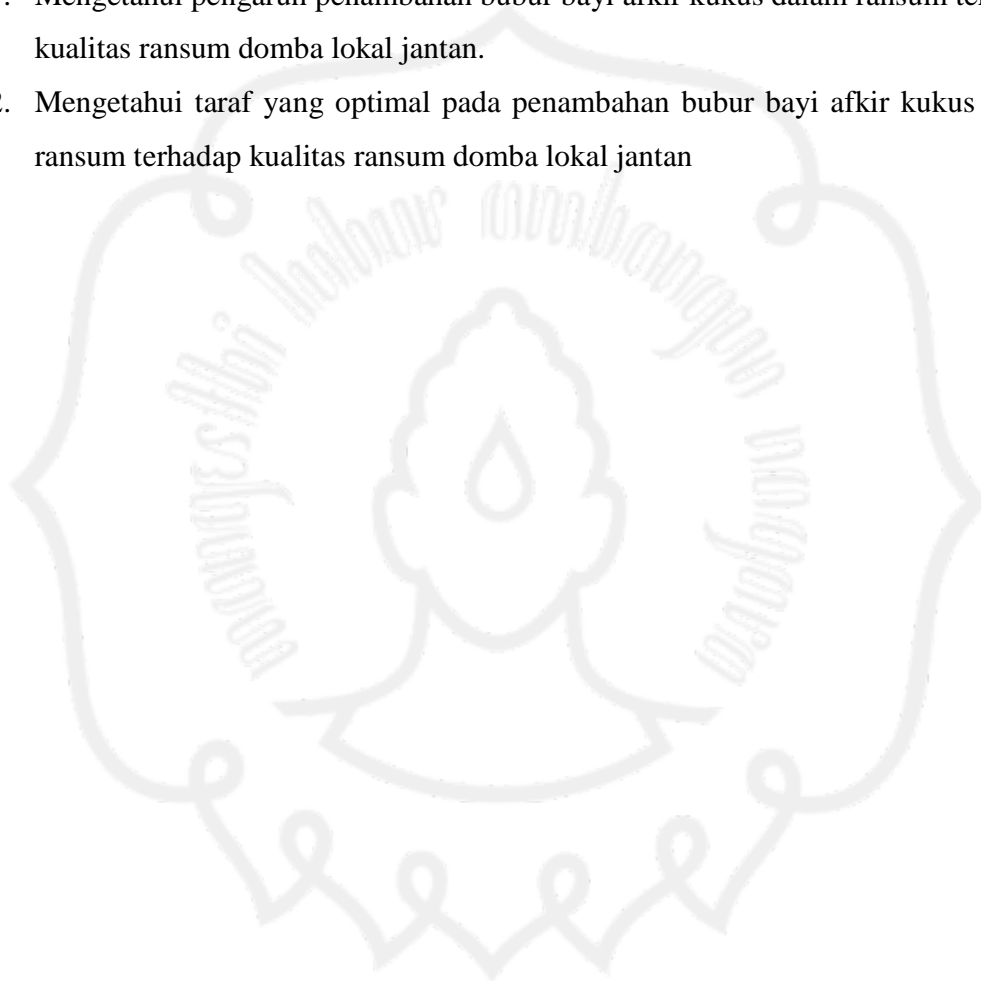 . Mengetahui pengaruh penambahan bubur bayi afkir kukus dalam ransum te
kualitas ransum domba lokal jantan.
2. Mengetahui taraf yang optimal pada penambahan bubur bayi afkir kukus
ransum terhadap kualitas ransum domba lokal jantan